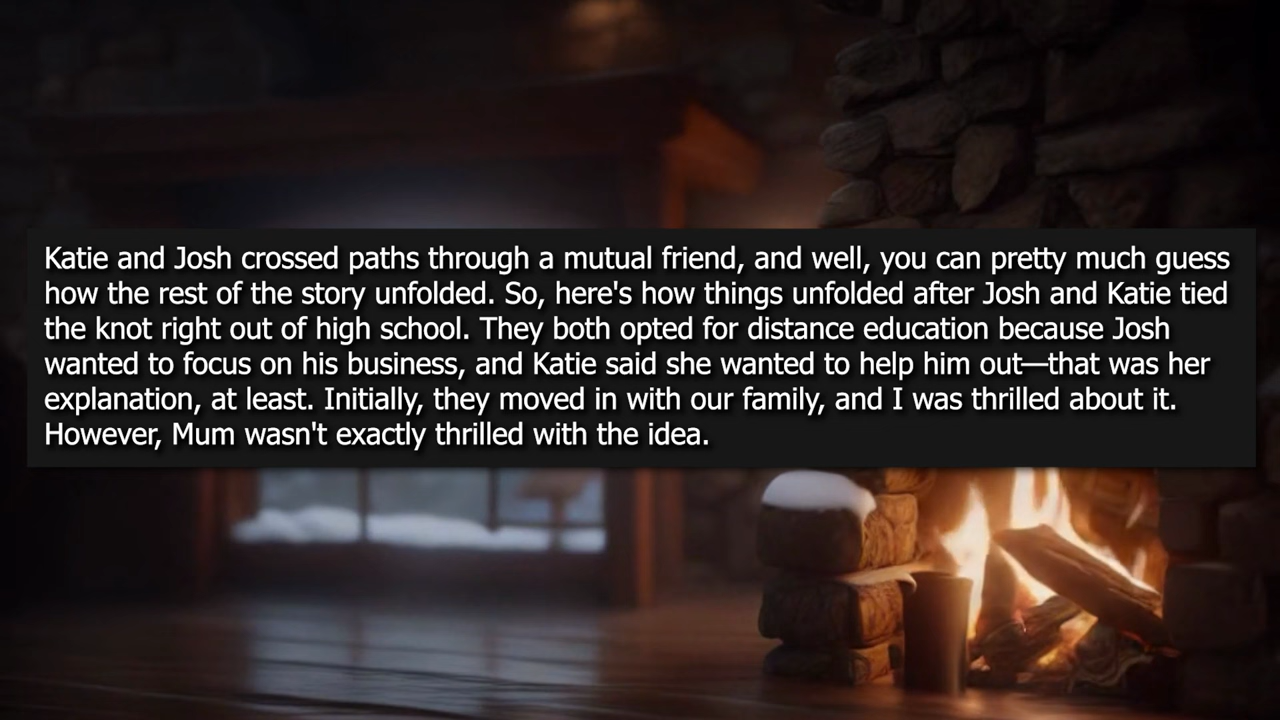 Katie and Josh crossed paths through a mutual friend, and well, you can pretty much guess
how the rest of the story unfolded. So, here's how things unfolded after Josh and Katie tied
the knot right out of high school. They both opted for distance education because Josh
wanted to focus on his business, and Katie said she wanted to help him out—that was her
explanation, at least. Initially, they moved in with our family, and I was thrilled about it.
However, Mum wasn't exactly thrilled with the idea.